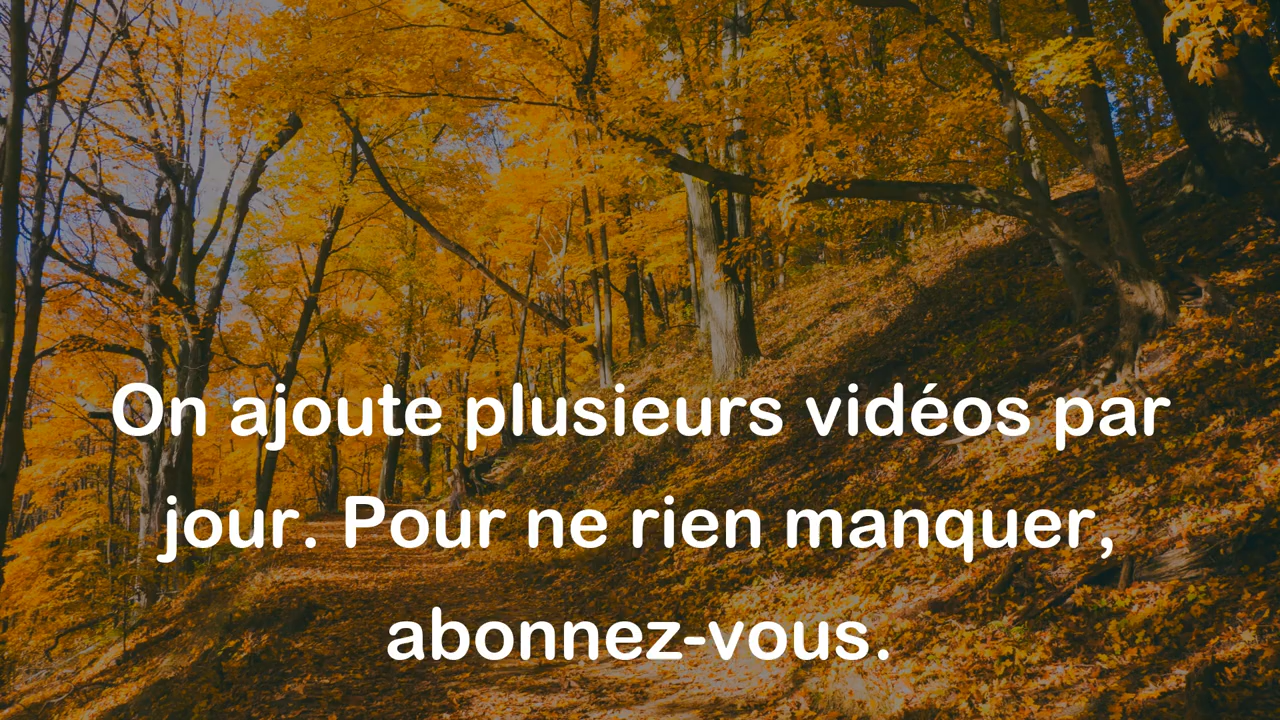 On ajoute plusieurs vidéos par
jour. Pour ne rien manquer,
abonnez-vous.